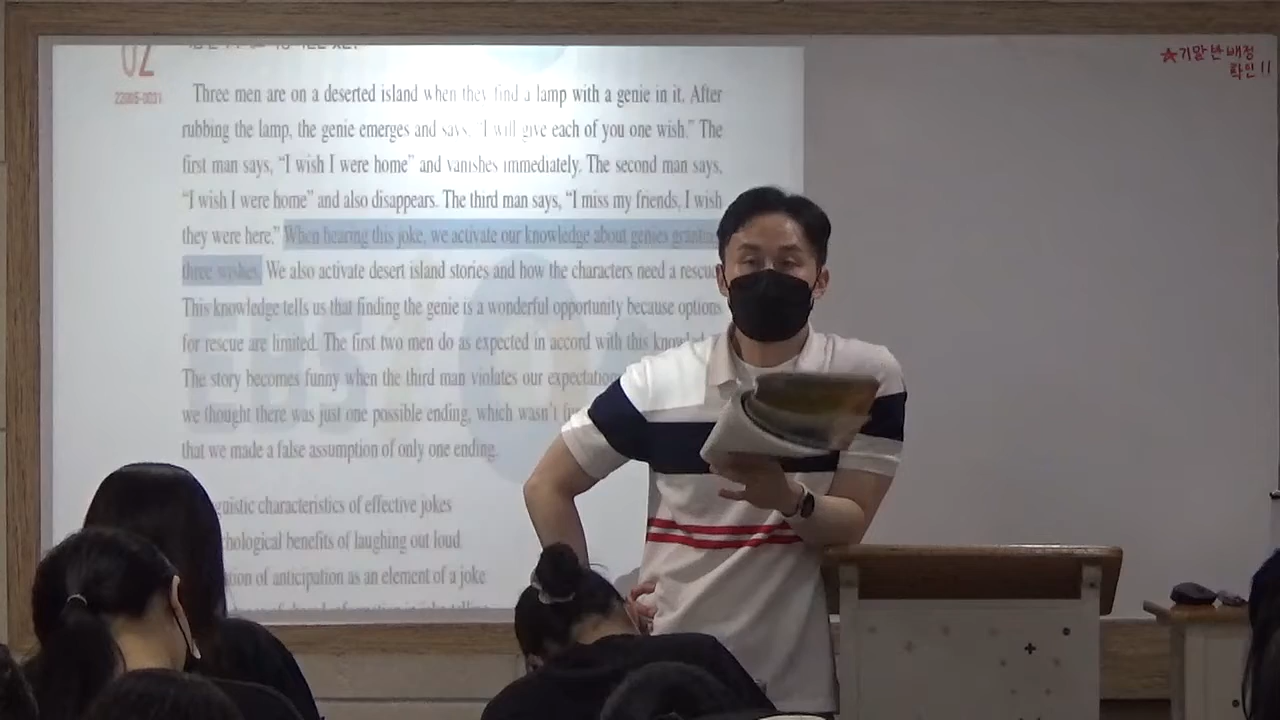 02
22005-0031
Three men are on a deserted island when they find a lamp with a genie in it. After
rubbing the lamp, the genie emerges and says, “I will give each of you one wish.” The
first man says, “I wish I were home” and vanishes immediately. The second man says,
“I wish I were home” and also disappears. The third man says, “I miss my friends, I wish
they were here.” When hearing this joke, we activate our knowledge about genies
three wishes. We also activate desert island stories and how the characters need a
This knowledge tells us that finding the genie is a wonderful opportunity because options
for rescue are limited. The first two men do as expected in accord with this
The story becomes funny when the third man violates our
we thought there was just one possible ending, which wasn’t
that we made a false assumption of only one ending.
characteristics of effective jokes
benefits of laughing out loud
of anticipation as an element of a joke
★기말 반 배정
확인!!